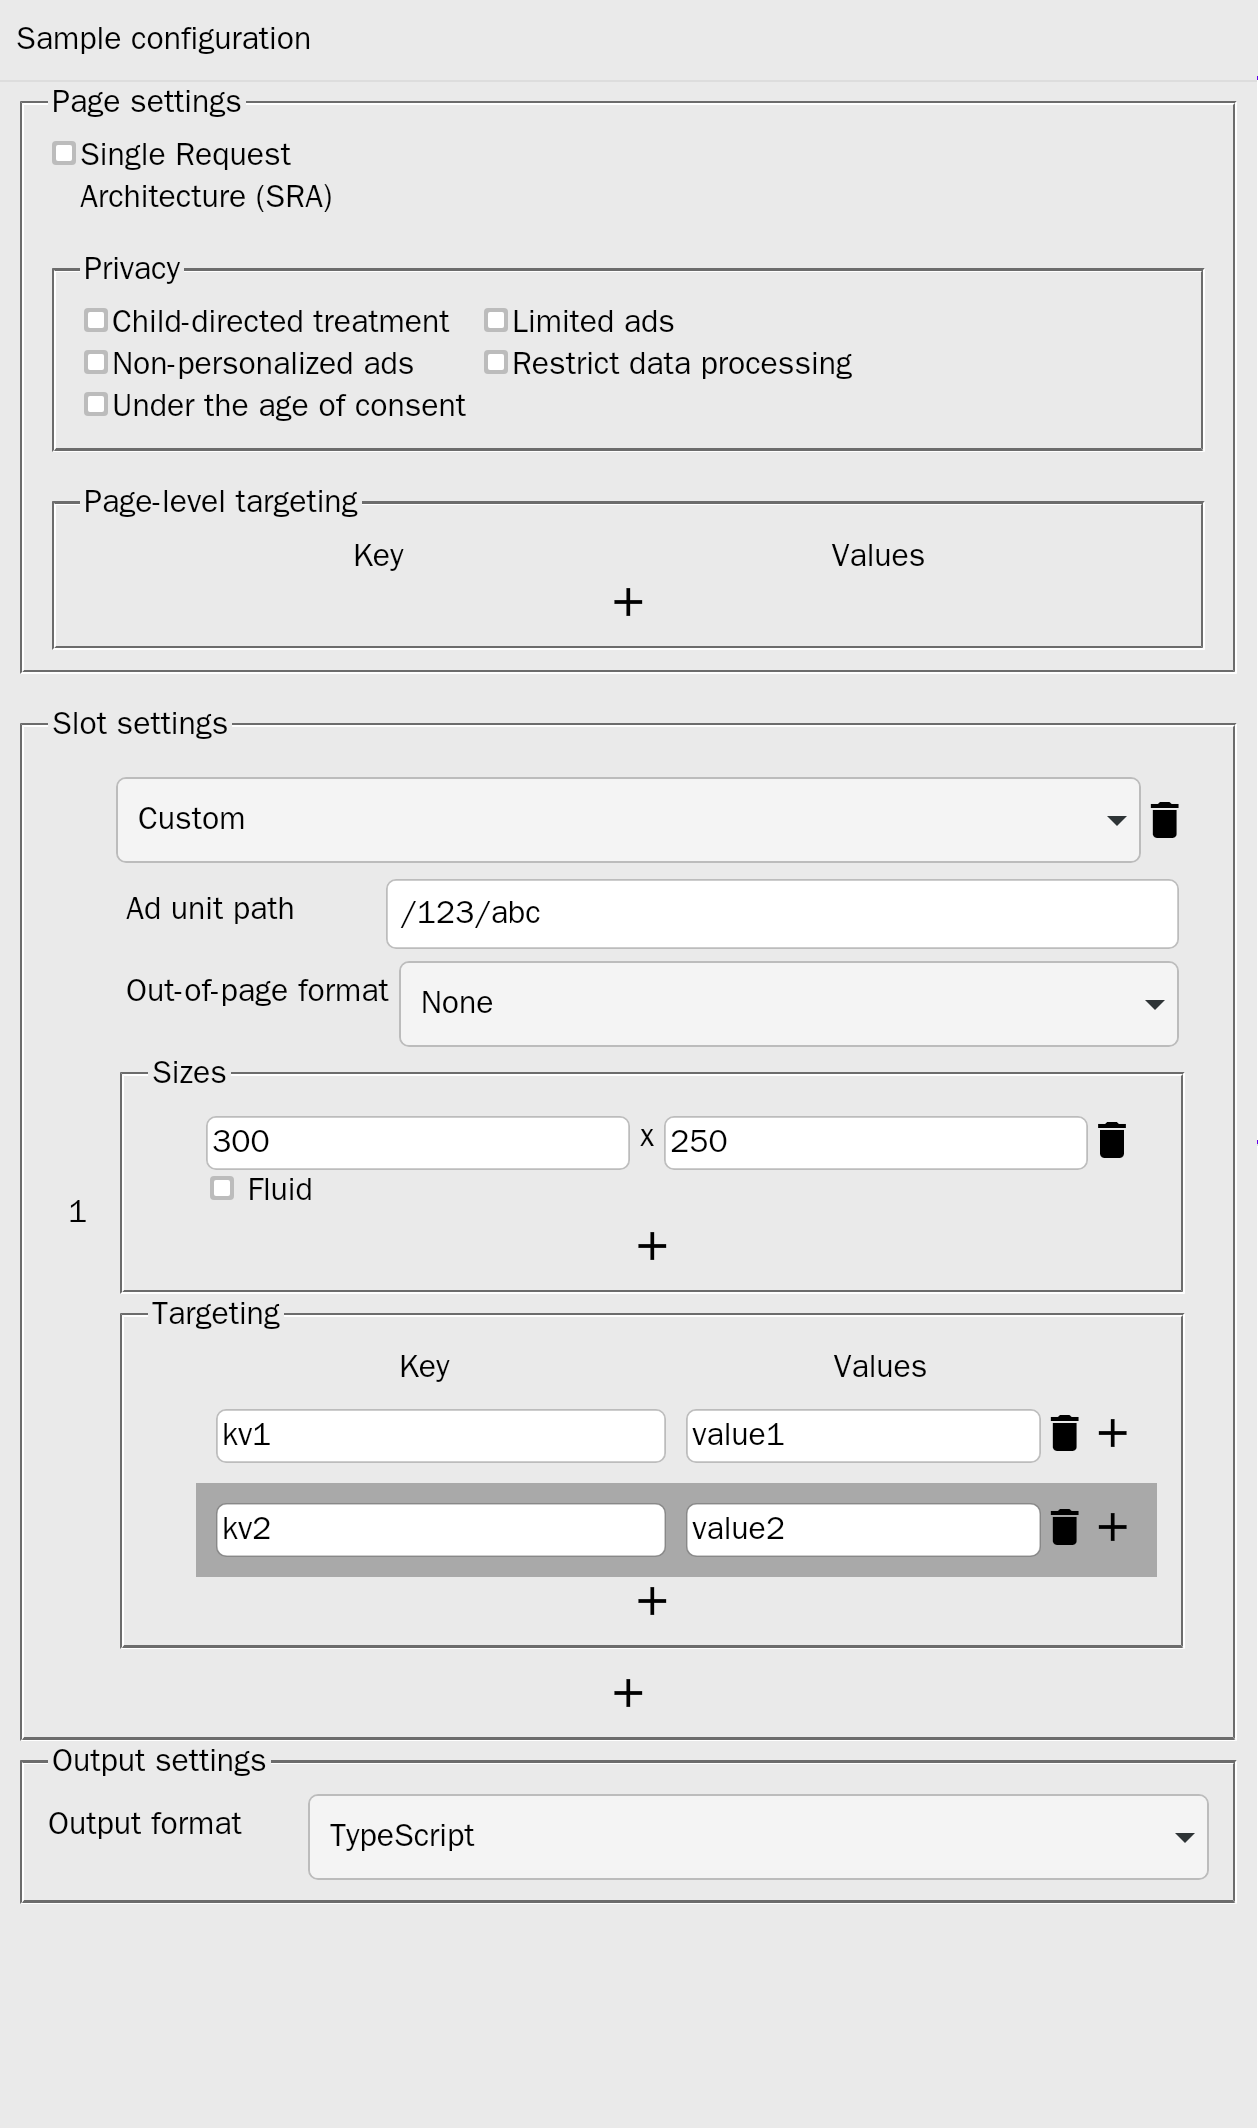 Sample configuration
Page settings
Single Request
Architecture (SRA)
Privacy
Child-directed treatment Limited ads
Non-personalized ads Restrict data processing
Under the age of consent
Page-level targeting
Key Values
+
Slot settings
Custom
Ad unit path /123/abc
Out-of-page format None
Sizes
300 x 250
Fluid
1
+
Targeting
Key Values
kv1 value1 +
kv2 value2 +
+
+
Output settings
Output format TypeScript